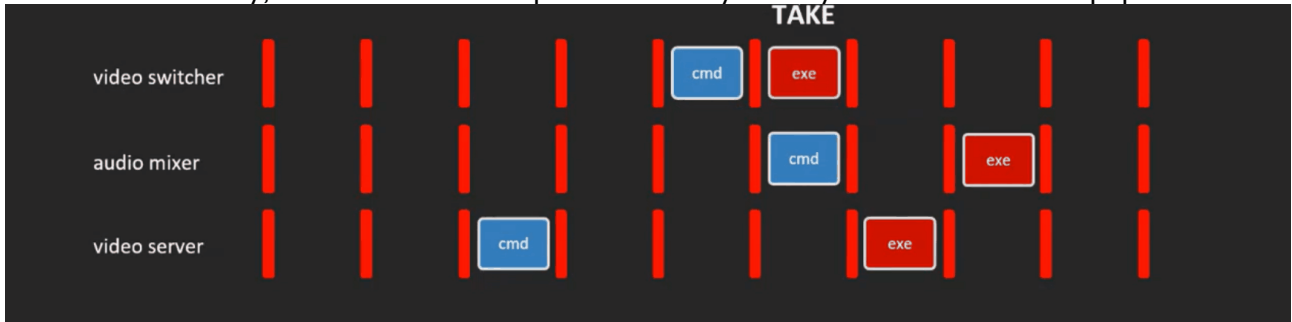 TAKE
video switcher cmd exe
audio mixer cmd exe
video server cmd exe